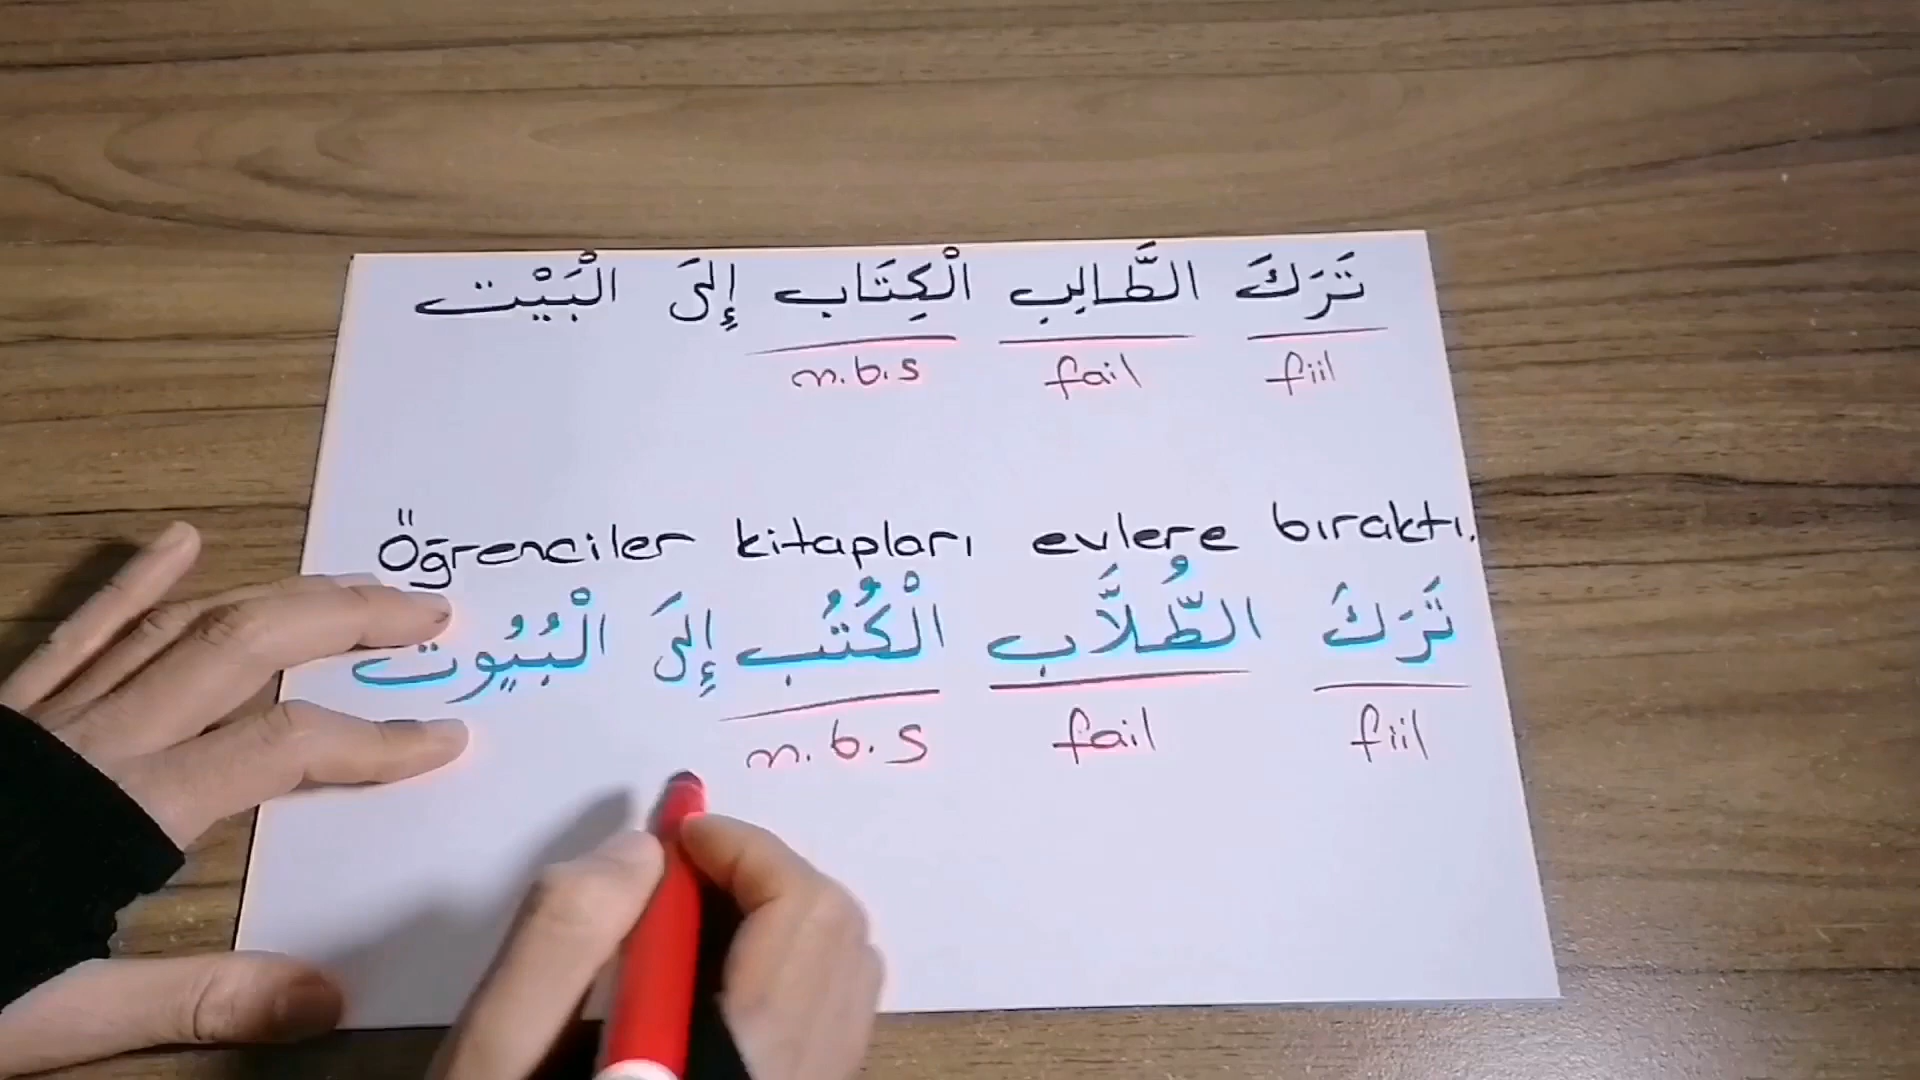 تَرَكَ الطَّالِب الْكِتَاب إِلَى الْبَيْت
fiil fail m.b.s
Öğrenciler kitapları evlere bıraktı.
تَرَكَ الطُّلَّاب الْكُتُب إِلَى الْبُيُوت
fiil fail m.b.s